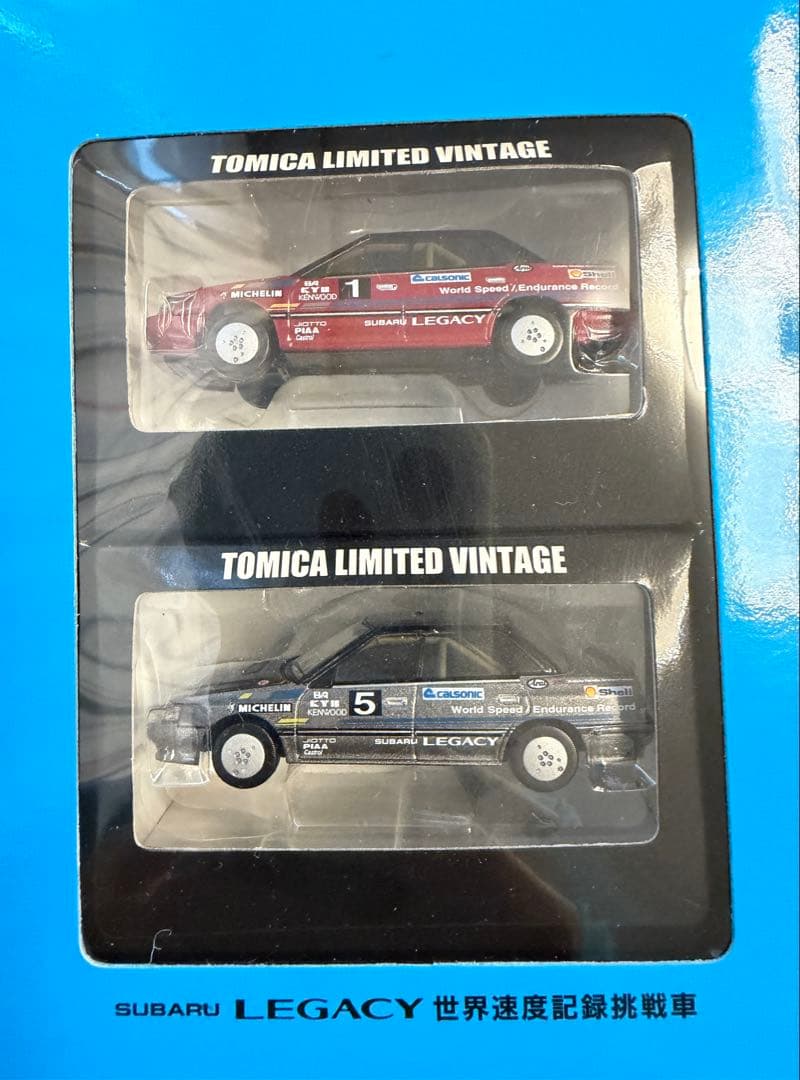 TOMICA LIMITED VINTAGE
MICHELIN
KYB
KENWOOD
1
CALSONIC
Shell
World Speed / Endurance Record
JIOTTO
PIAA
Castrol
SUBARU LEGACY
TOMICA LIMITED VINTAGE
MICHELIN
KYB
KENWOOD
5
CALSONIC
Shell
World Speed / Endurance Record
JIOTTO
PIAA
Castrol
SUBARU LEGACY
SUBARU LEGACY 世界速度記録挑戦車